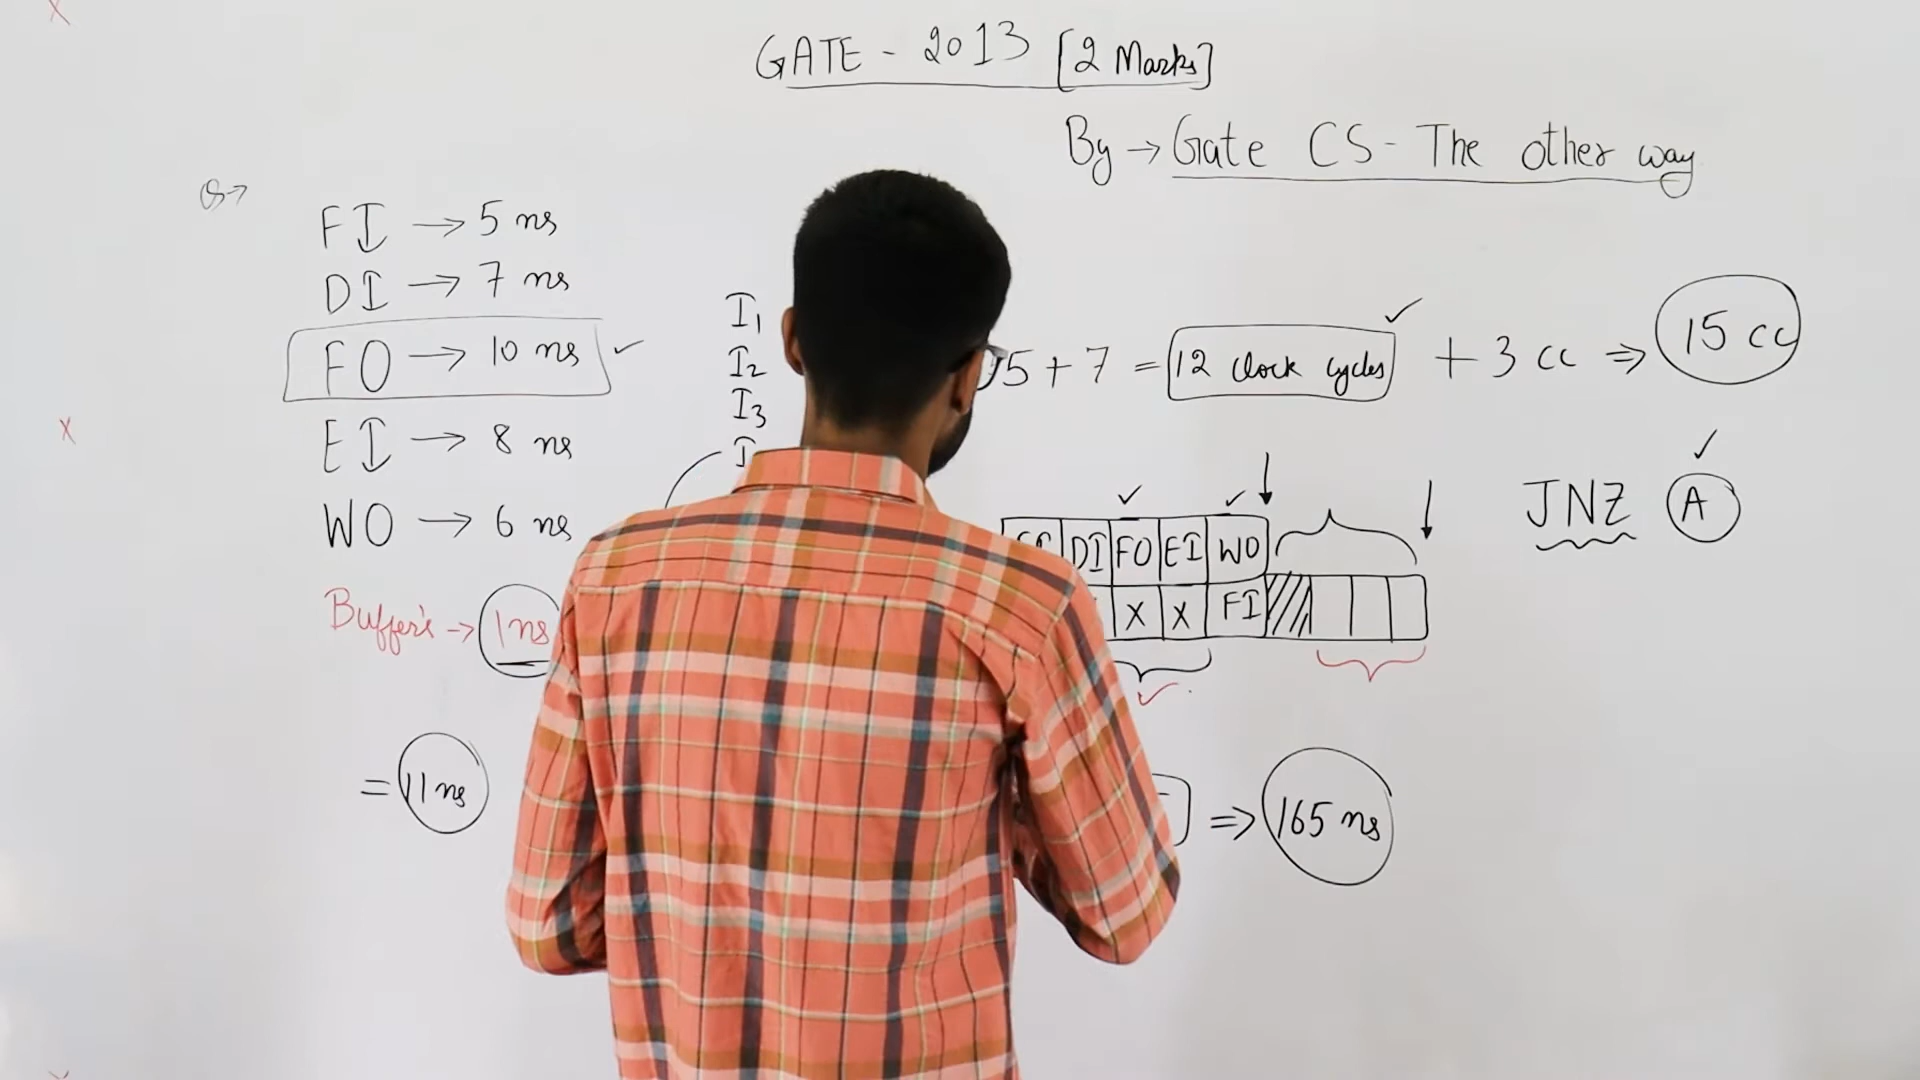 GATE - 2013 [2 Marks]
By → Gate CS - The other way
Q→
FI → 5 ns
DI → 7 ns
FO → 10 ns ✓
EI → 8 ns
WO → 6 ns
Buffer's → 1ns
= 11 ns
I1
I2
I3
I
5 + 7 = 12 clock cycles ✓ + 3 cc ⇒ 15 cc
DI FO EI WO
X X FI
JNZ A ✓
⇒ 165 ns